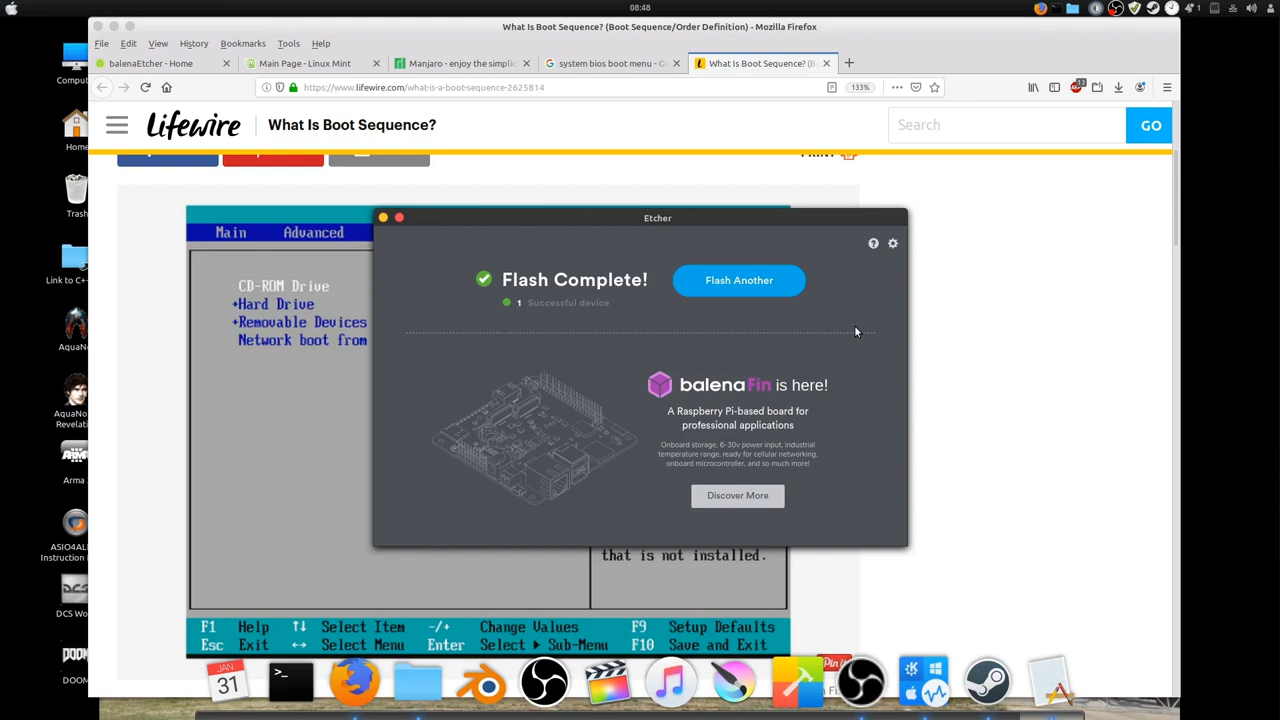 08:48
What Is Boot Sequence? (Boot Sequence/Order Definition) - Mozilla Firefox
File Edit View History Bookmarks Tools Help
balenaEtcher - Home
Main Page - Linux Mint
Manjaro - enjoy the simplic
system bios boot menu - G
What Is Boot Sequence? (B
https://www.lifewire.com/what-is-a-boot-sequence-2625814
133%
13
Lifewire
What Is Boot Sequence?
Search
GO
Main Advanced
CD-ROM Drive
+Hard Drive
+Removable Devices
Network boot from
Etcher
Flash Complete!
Flash Another
1 Successful device
balenaFin is here!
A Raspberry Pi-based board for
professional applications
Onboard storage, 6-30v power input, industrial
temperature range, ready for cellular networking,
onboard microcontroller, and so much more!
Discover More
that is not installed.
F1 Help ↑↓ Select Item -/+ Change Values F9 Setup Defaults
Esc Exit ↔ Select Menu Enter Select ▶ Sub-Menu F10 Save and Exit
Pin it
Comput
Home
Trash
Link to C++
AquaNo
AquaNo
Revelati
Arma
ASIO4ALL
Instruction
DCS Wo
DOOM
JAN
31